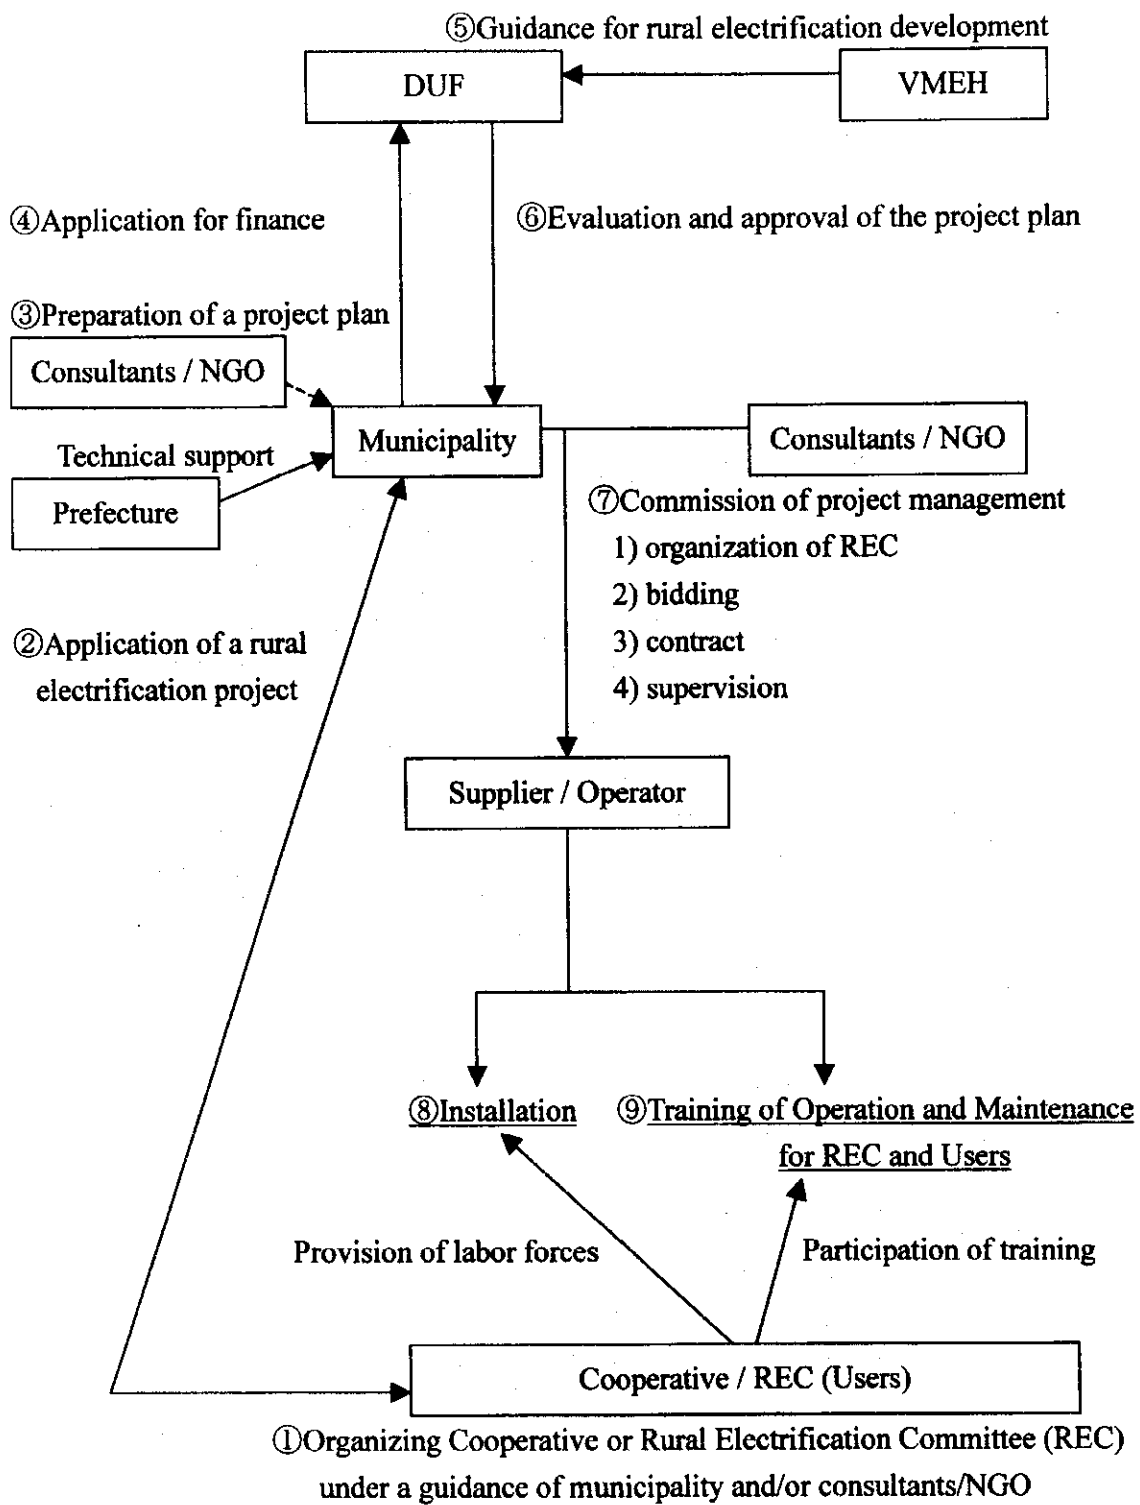 ⑤Guidance for rural electrification development
DUF
VMEH
④Application for finance
⑥Evaluation and approval of the project plan
③Preparation of a project plan
Consultants / NGO
Municipality
Consultants / NGO
Technical support
Prefecture
⑦Commission of project management
1) organization of REC
2) bidding
3) contract
4) supervision
②Application of a rural
electrification project
Supplier / Operator
⑧Installation
⑨Training of Operation and Maintenance
for REC and Users
Provision of labor forces
Participation of training
Cooperative / REC (Users)
①Organizing Cooperative or Rural Electrification Committee (REC)
under a guidance of municipality and/or consultants/NGO